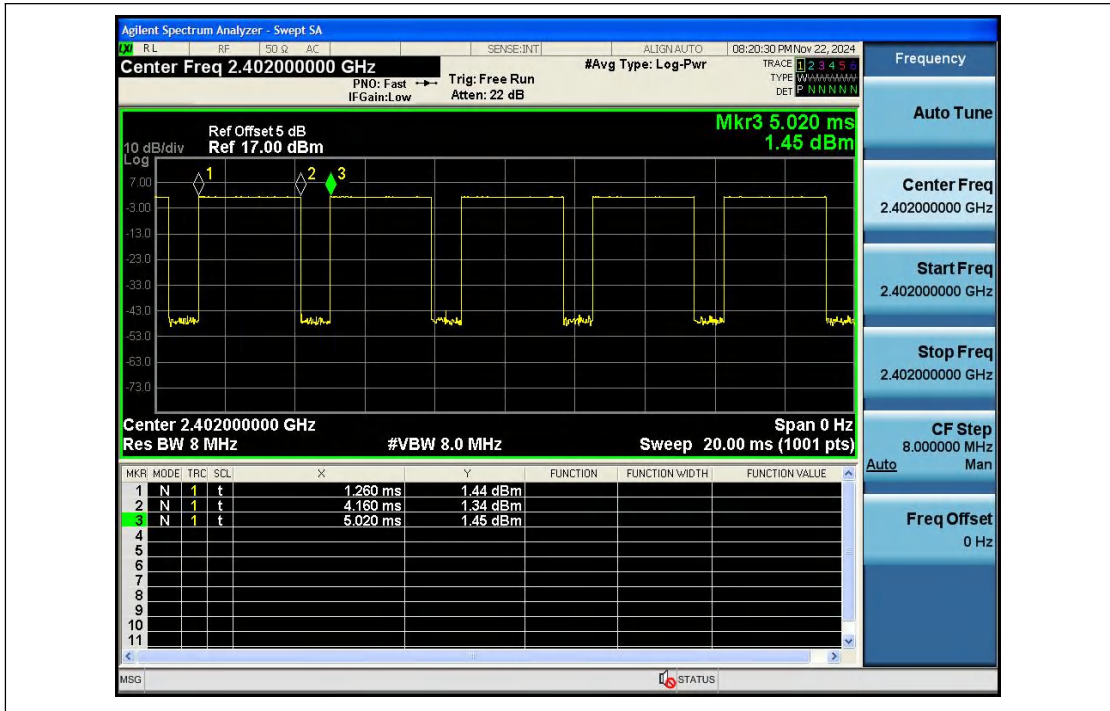 Agilent Spectrum Analyzer - Swept SA
LXI RL RF 50 Ω AC SENSE:INT ALIGN AUTO 08:20:30 PM Nov 22, 2024
Center Freq 2.402000000 GHz #Avg Type: Log-Pwr TRACE 1 2 3 4 5 6
PNO: Fast Trig: Free Run TYPE WWWWWWW
IFGain:Low Atten: 22 dB DET P N N N N N
Mkr3 5.020 ms
1.45 dBm
Ref Offset 5 dB
10 dB/div Ref 17.00 dBm
Log
1 2 3
7.00
-3.00
-13.0
-23.0
-33.0
-43.0
-53.0
-63.0
-73.0
Center 2.402000000 GHz Span 0 Hz
Res BW 8 MHz #VBW 8.0 MHz Sweep 20.00 ms (1001 pts)
MKR MODE TRC SCL X Y FUNCTION FUNCTION WIDTH FUNCTION VALUE
1 N 1 t 1.260 ms 1.44 dBm
2 N 1 t 4.160 ms 1.34 dBm
3 N 1 t 5.020 ms 1.45 dBm
4
5
6
7
8
9
10
11
MSG STATUS
Frequency
Auto Tune
Center Freq
2.402000000 GHz
Start Freq
2.402000000 GHz
Stop Freq
2.402000000 GHz
CF Step
8.000000 MHz
Auto Man
Freq Offset
0 Hz